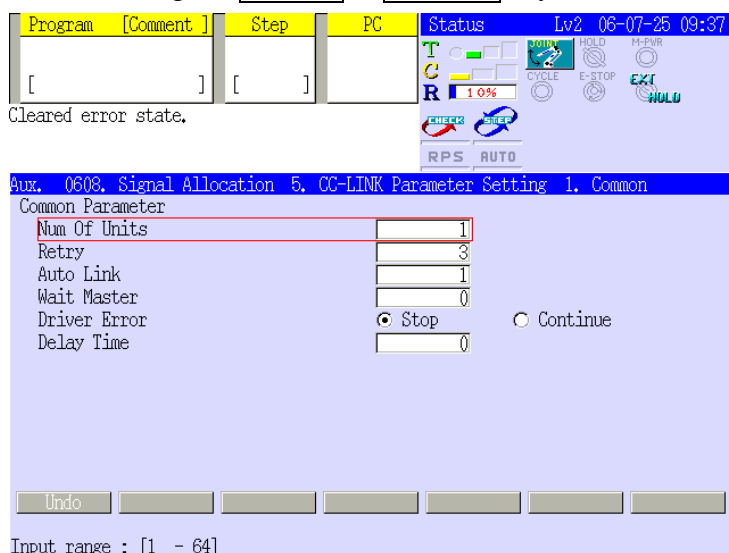 Program [Comment ] Step PC Status Lv2 06-07-25 09:37
T JOINT HOLD M-PWR
C CYCLE E-STOP EXT HOLD
[ ] [ ] R 10%
Cleared error state.
CHECK STEP
RPS AUTO
Aux. 0608. Signal Allocation 5. CC-LINK Parameter Setting 1. Common
Common Parameter
Num Of Units 1
Retry 3
Auto Link 1
Wait Master 0
Driver Error Stop Continue
Delay Time 0
Undo
Input range : [1 - 64]